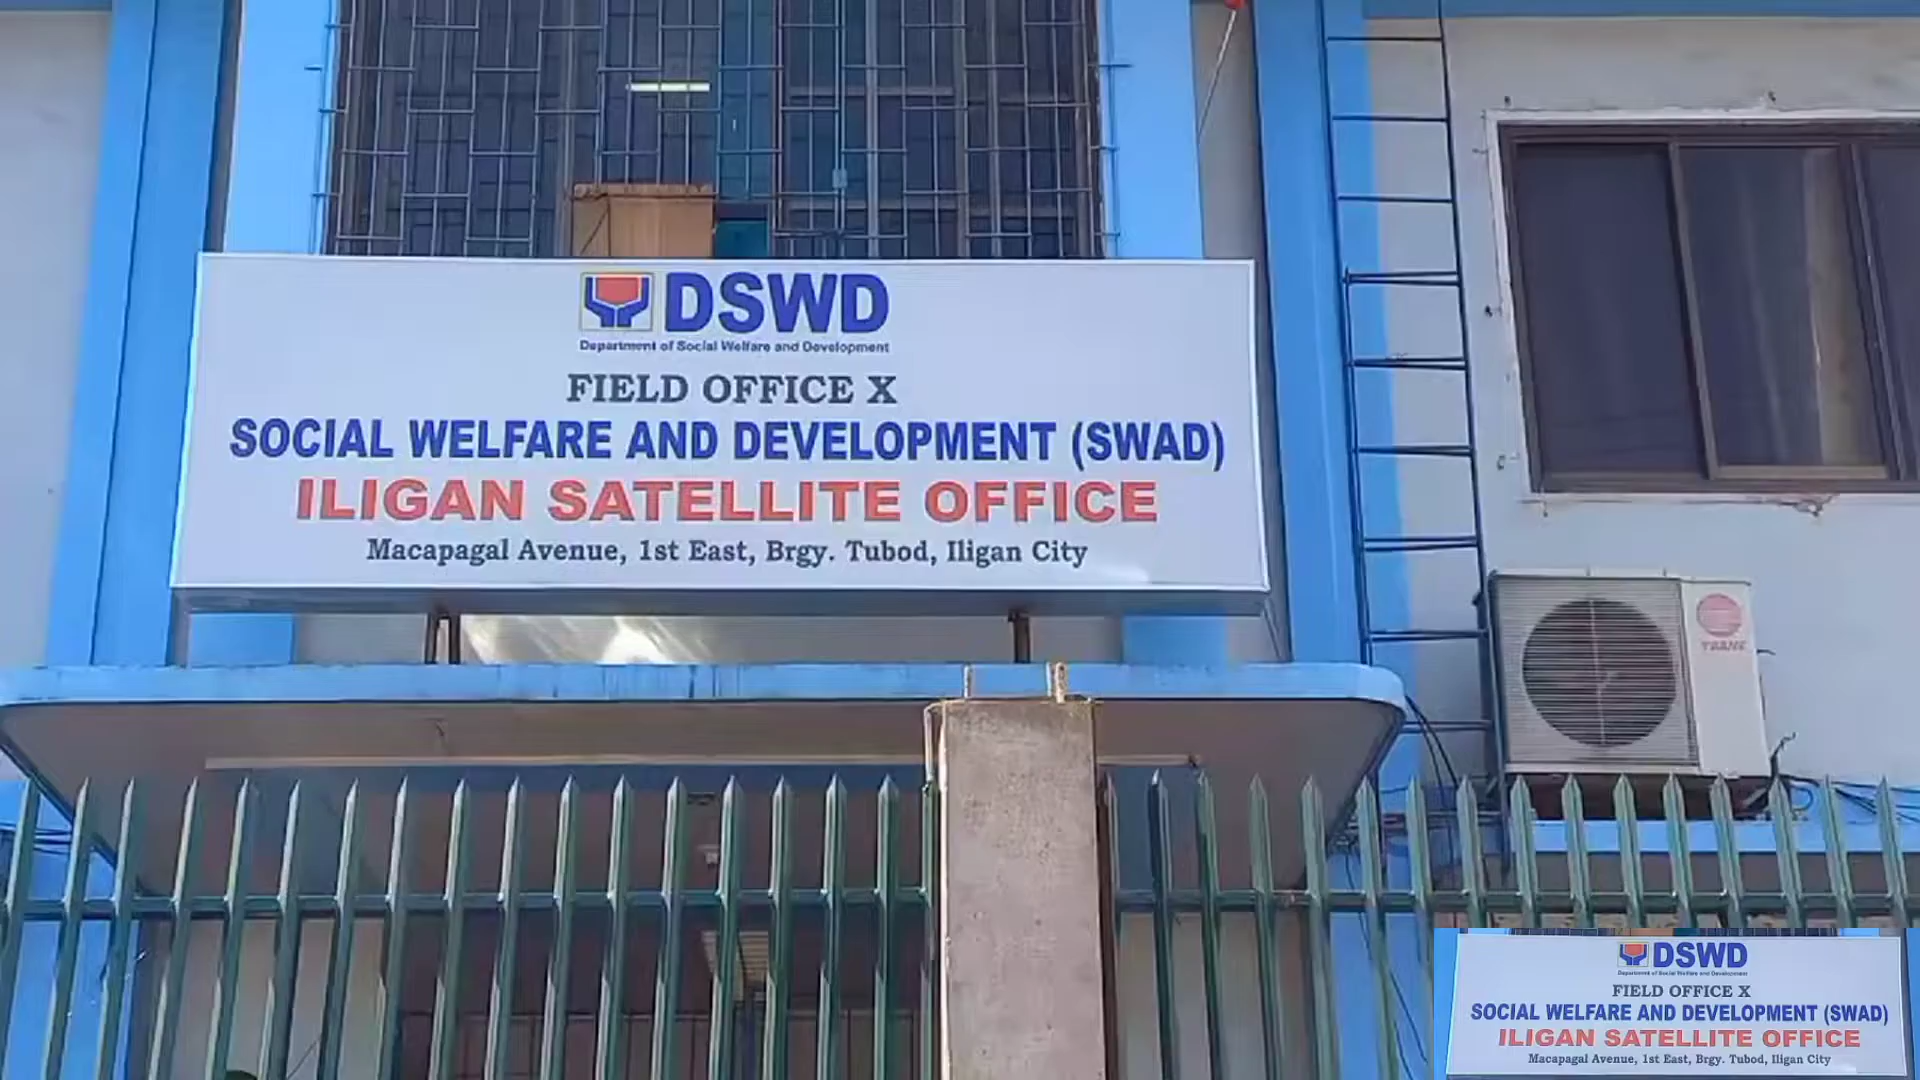 DSWD
Department of Social Welfare and Development
FIELD OFFICE X
SOCIAL WELFARE AND DEVELOPMENT (SWAD)
ILIGAN SATELLITE OFFICE
Macapagal Avenue, 1st East, Brgy. Tubod, Iligan City
TRANE
DSWD
Department of Social Welfare and Development
FIELD OFFICE X
SOCIAL WELFARE AND DEVELOPMENT (SWAD)
ILIGAN SATELLITE OFFICE
Macapagal Avenue, 1st East, Brgy. Tubod, Iligan City